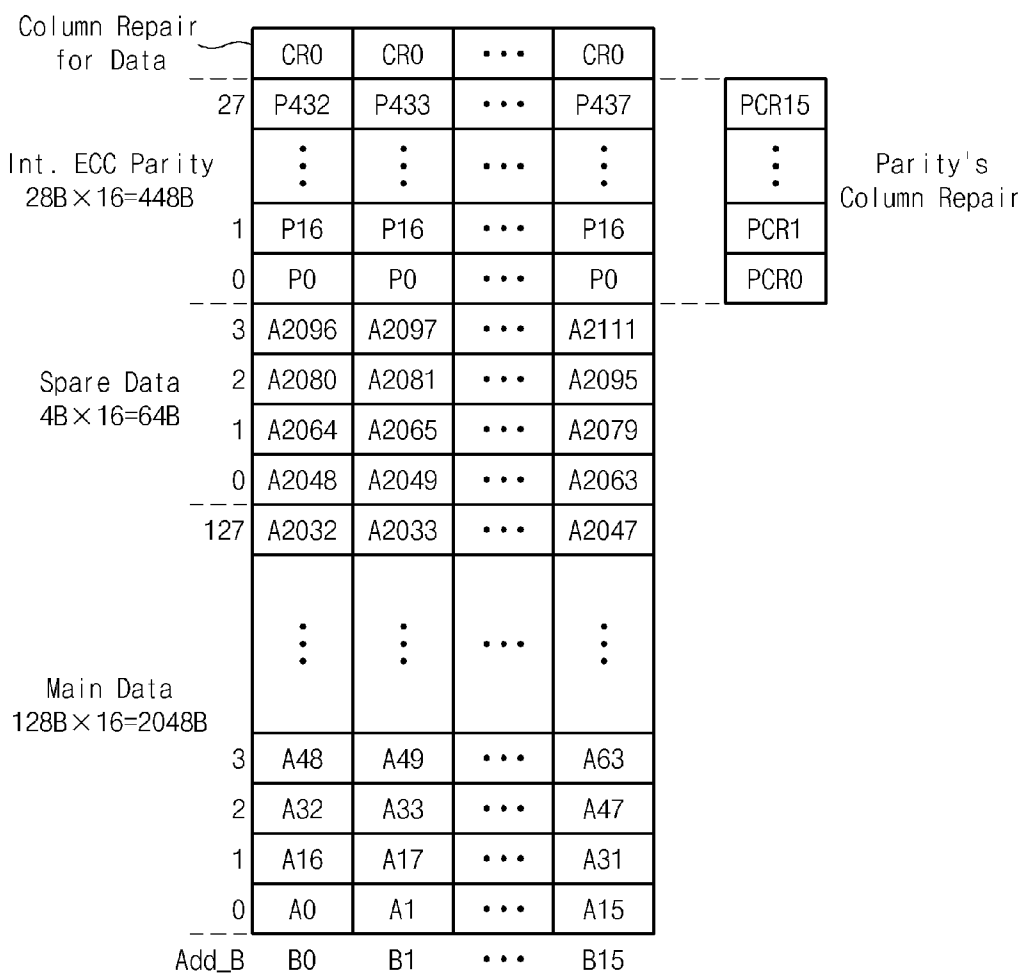 Column Repair
for Data
CR0 CR0 ••• CR0
27 P432 P433 ••• P437 PCR15
Int. ECC Parity
28B×16=448B
•••
Parity's
Column Repair
1 P16 P16 ••• P16 PCR1
0 P0 P0 ••• P0 PCR0
3 A2096 A2097 ••• A2111
Spare Data
4B×16=64B
2 A2080 A2081 ••• A2095
1 A2064 A2065 ••• A2079
0 A2048 A2049 ••• A2063
127 A2032 A2033 ••• A2047
•••
Main Data
128B×16=2048B
3 A48 A49 ••• A63
2 A32 A33 ••• A47
1 A16 A17 ••• A31
0 A0 A1 ••• A15
Add_B B0 B1 ••• B15